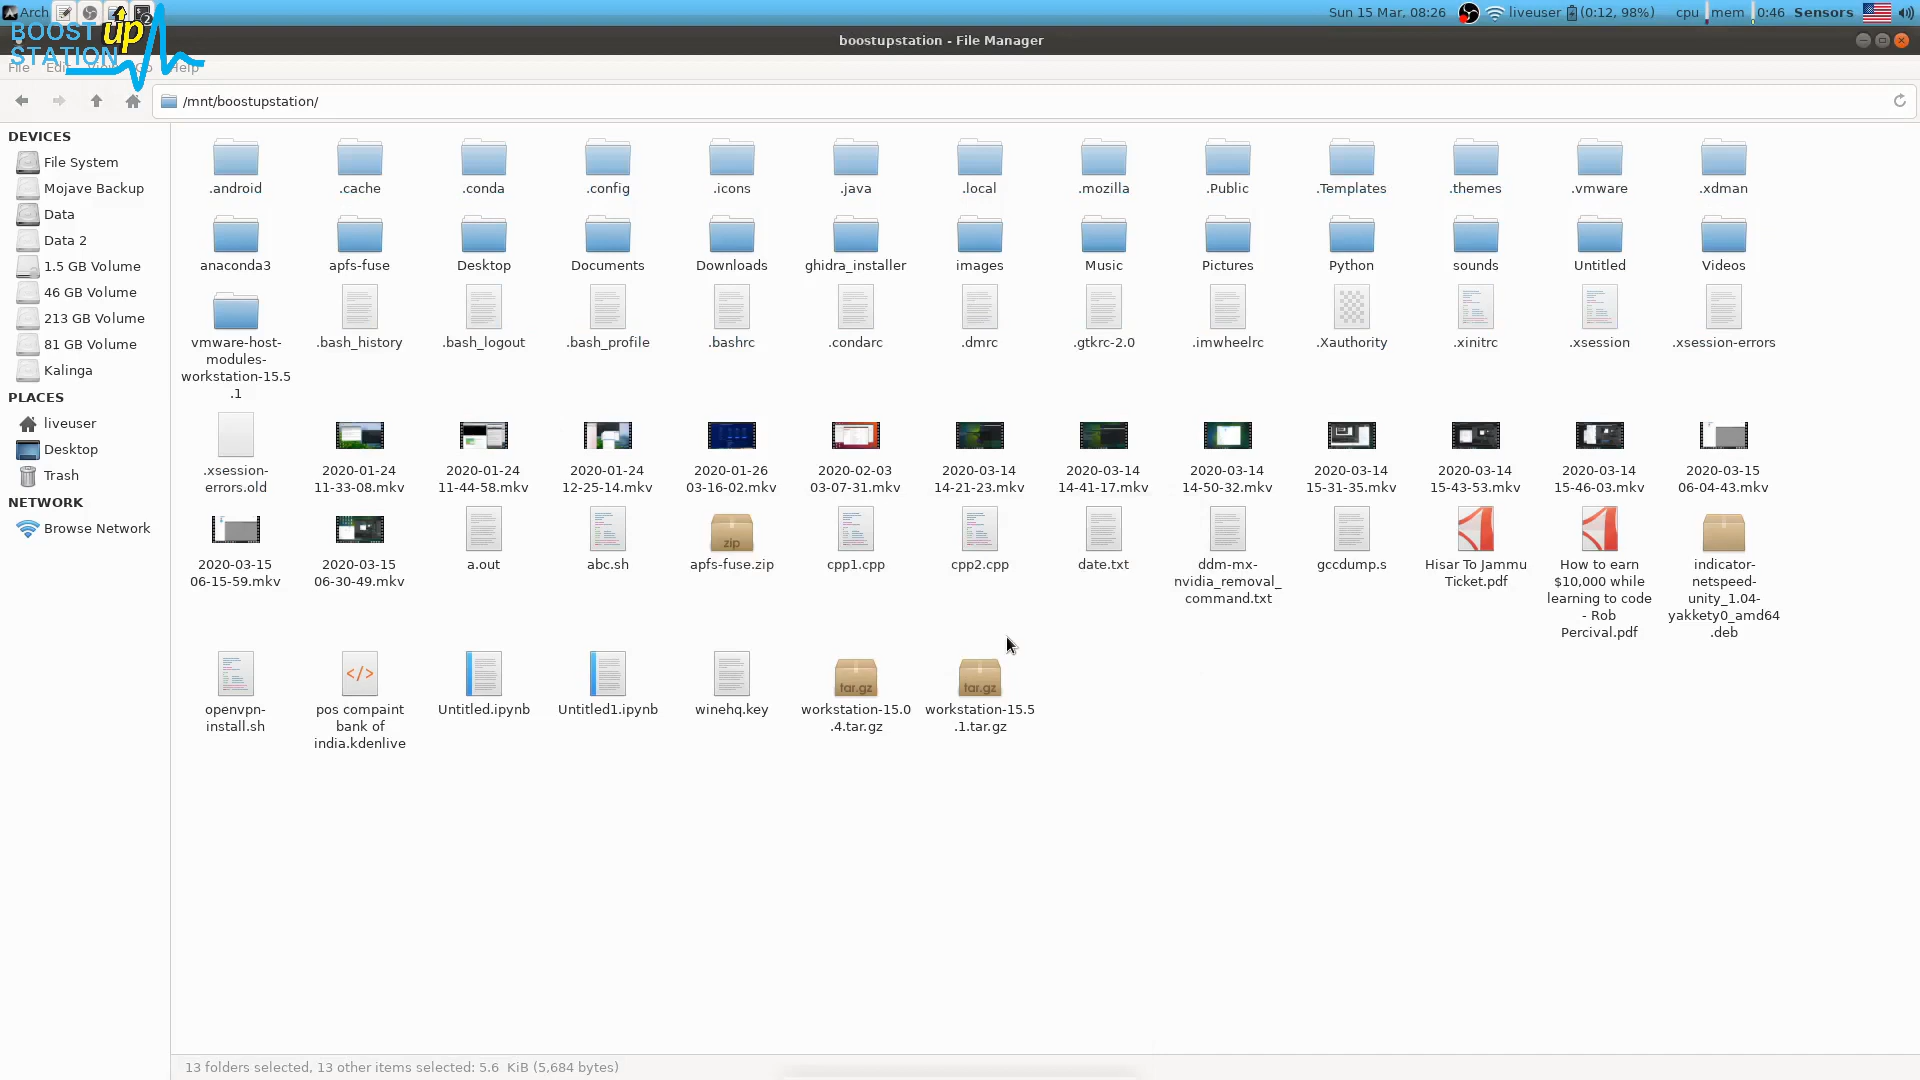 Arch
Sun 15 Mar, 08:26
liveuser
(0:12, 98%)
cpu
mem
0:46
Sensors
BOOST up
STATION
boostupstation - File Manager
File
Help
/mnt/boostupstation/
DEVICES
File System
Mojave Backup
Data
Data 2
1.5 GB Volume
46 GB Volume
213 GB Volume
81 GB Volume
Kalinga
PLACES
liveuser
Desktop
Trash
NETWORK
Browse Network
.android
.cache
.conda
.config
.icons
.java
.local
.mozilla
.Public
.Templates
.themes
.vmware
.xdman
anaconda3
apfs-fuse
Desktop
Documents
Downloads
ghidra_installer
images
Music
Pictures
Python
sounds
Untitled
Videos
vmware-host-
modules-
workstation-15.5
.1
.bash_history
.bash_logout
.bash_profile
.bashrc
.condarc
.dmrc
.gtkrc-2.0
.imwheelrc
.Xauthority
.xinitrc
.xsession
.xsession-errors
.xsession-
errors.old
2020-01-24
11-33-08.mkv
2020-01-24
11-44-58.mkv
2020-01-24
12-25-14.mkv
2020-01-26
03-16-02.mkv
2020-02-03
03-07-31.mkv
2020-03-14
14-21-23.mkv
2020-03-14
14-41-17.mkv
2020-03-14
14-50-32.mkv
2020-03-14
15-31-35.mkv
2020-03-14
15-43-53.mkv
2020-03-14
15-46-03.mkv
2020-03-15
06-04-43.mkv
2020-03-15
06-15-59.mkv
2020-03-15
06-30-49.mkv
a.out
abc.sh
zip
apfs-fuse.zip
cpp1.cpp
cpp2.cpp
date.txt
ddm-mx-
nvidia_removal_
command.txt
gccdump.s
Hisar To Jammu
Ticket.pdf
How to earn
$10,000 while
learning to code
- Rob
Percival.pdf
indicator-
netspeed-
unity_1.04-
yakkety0_amd64
.deb
openvpn-
install.sh
</>
pos compaint
bank of
india.kdenlive
Untitled.ipynb
Untitled1.ipynb
winehq.key
tar.gz
workstation-15.0
.4.tar.gz
tar.gz
workstation-15.5
.1.tar.gz
13 folders selected, 13 other items selected: 5.6 KiB (5,684 bytes)